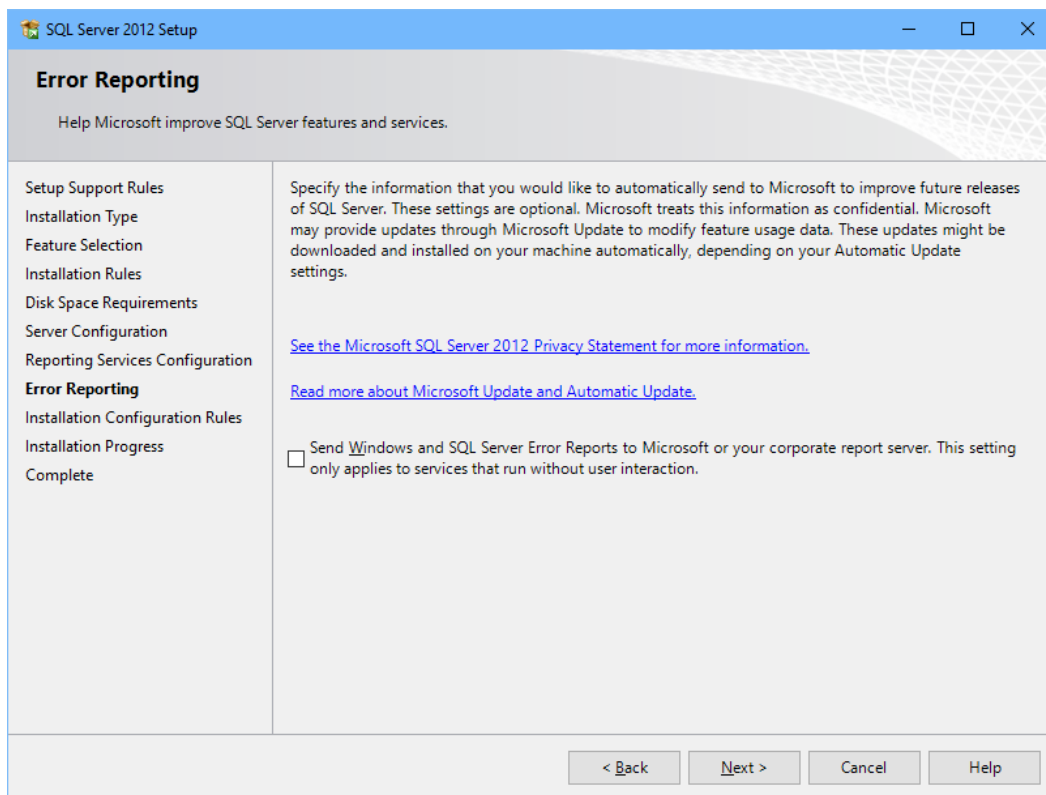 SQL Server 2012 Setup
Error Reporting
Help Microsoft improve SQL Server features and services.
Setup Support Rules
Installation Type
Feature Selection
Installation Rules
Disk Space Requirements
Server Configuration
Reporting Services Configuration
Error Reporting
Installation Configuration Rules
Installation Progress
Complete
Specify the information that you would like to automatically send to Microsoft to improve future releases
of SQL Server. These settings are optional. Microsoft treats this information as confidential. Microsoft
may provide updates through Microsoft Update to modify feature usage data. These updates might be
downloaded and installed on your machine automatically, depending on your Automatic Update
settings.
See the Microsoft SQL Server 2012 Privacy Statement for more information.
Read more about Microsoft Update and Automatic Update.
Send Windows and SQL Server Error Reports to Microsoft or your corporate report server. This setting
only applies to services that run without user interaction.
< Back
Next >
Cancel
Help